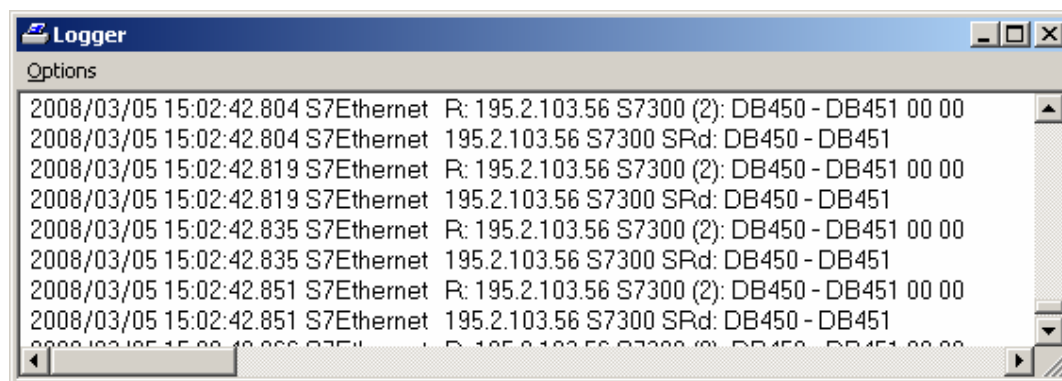 Logger
Options
2008/03/05 15:02:42.804 S7Ethernet R: 195.2.103.56 S7300 (2): DB450 - DB451 00 00
2008/03/05 15:02:42.804 S7Ethernet 195.2.103.56 S7300 SRd: DB450 - DB451
2008/03/05 15:02:42.819 S7Ethernet R: 195.2.103.56 S7300 (2): DB450 - DB451 00 00
2008/03/05 15:02:42.819 S7Ethernet 195.2.103.56 S7300 SRd: DB450 - DB451
2008/03/05 15:02:42.835 S7Ethernet R: 195.2.103.56 S7300 (2): DB450 - DB451 00 00
2008/03/05 15:02:42.835 S7Ethernet 195.2.103.56 S7300 SRd: DB450 - DB451
2008/03/05 15:02:42.851 S7Ethernet R: 195.2.103.56 S7300 (2): DB450 - DB451 00 00
2008/03/05 15:02:42.851 S7Ethernet 195.2.103.56 S7300 SRd: DB450 - DB451